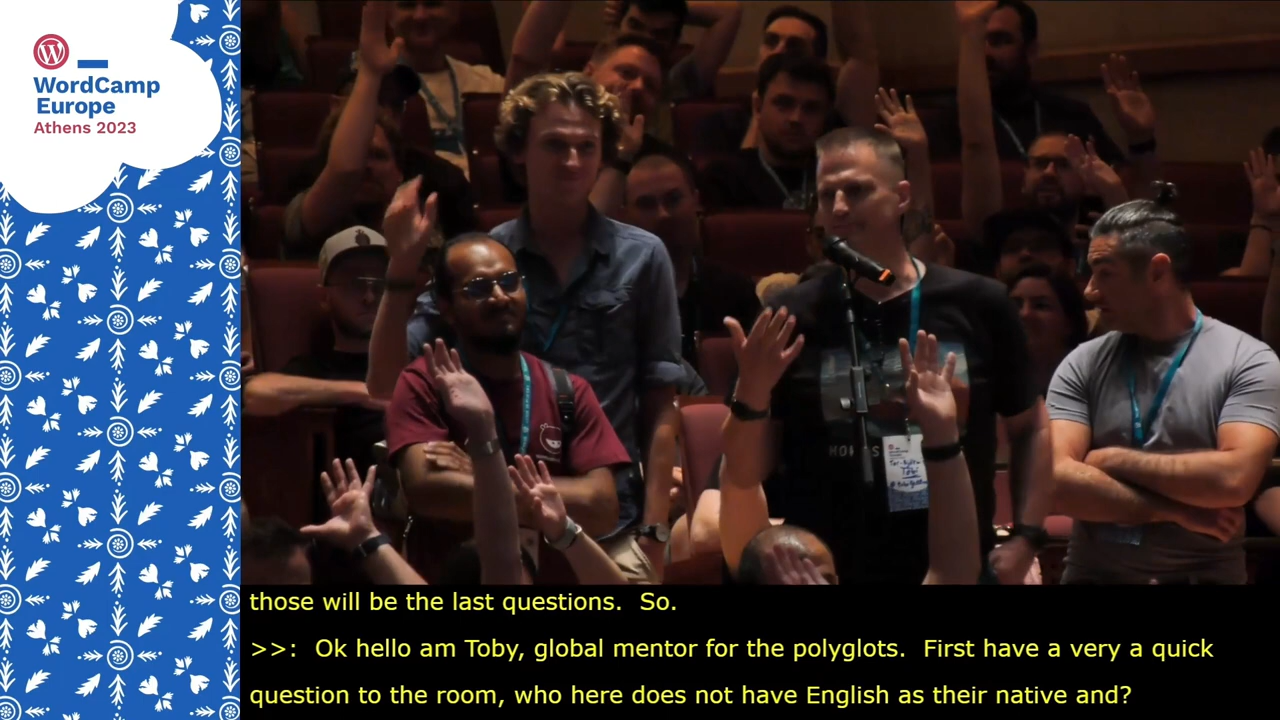 WordCamp
Europe
Athens 2023
those will be the last questions.  So.
>>:  Ok hello am Toby, global mentor for the polyglots.  First have a very a quick
question to the room, who here does not have English as their native and?